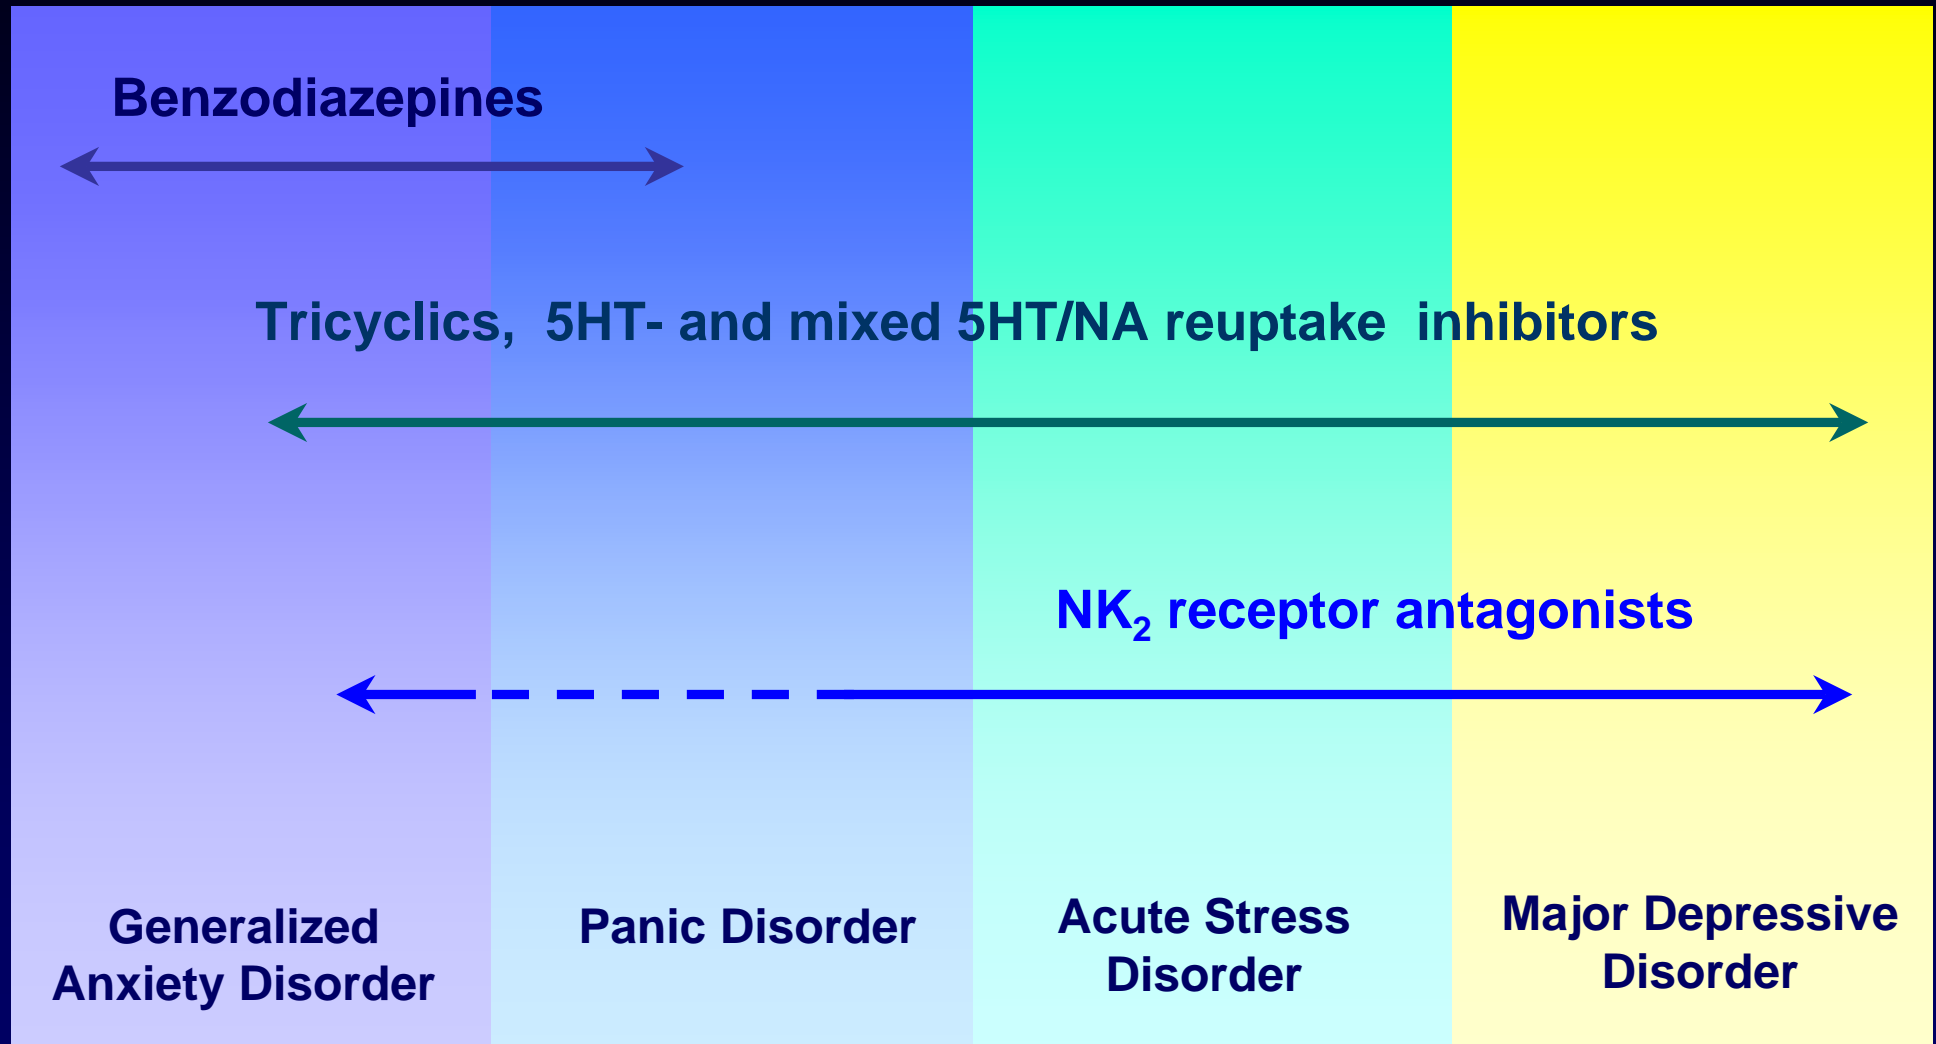 Benzodiazepines
Tricyclics,  5HT- and mixed 5HT/NA reuptake  inhibitors
NK₂ receptor antagonists
Generalized
Anxiety Disorder
Panic Disorder
Acute Stress
Disorder
Major Depressive
Disorder